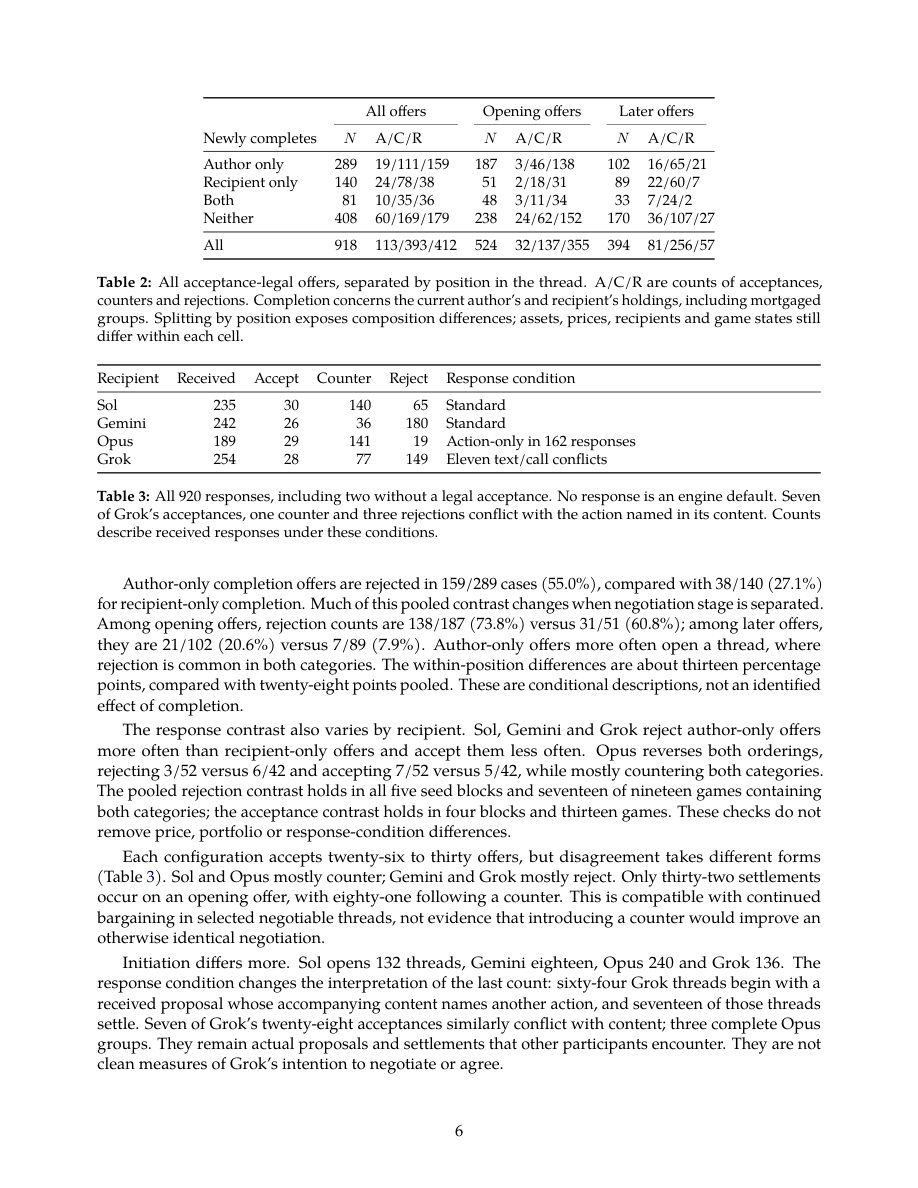 All offers Opening offers Later offers
Newly completes N A/C/R N A/C/R N A/C/R
Author only 289 19/111/159 187 3/46/138 102 16/65/21
Recipient only 140 24/78/38 51 2/18/31 89 22/60/7
Both 81 10/35/36 48 3/11/34 33 7/24/2
Neither 408 60/169/179 238 24/62/152 170 36/107/27
All 918 113/393/412 524 32/137/355 394 81/256/57
Table 2: All acceptance-legal offers, separated by position in the thread. A/C/R are counts of acceptances,
counters and rejections. Completion concerns the current author's and recipient's holdings, including mortgaged
groups. Splitting by position exposes composition differences; assets, prices, recipients and game states still
differ within each cell.
Recipient Received Accept Counter Reject Response condition
Sol 235 30 140 65 Standard
Gemini 242 26 36 180 Standard
Opus 189 29 141 19 Action-only in 162 responses
Grok 254 28 77 149 Eleven text/call conflicts
Table 3: All 920 responses, including two without a legal acceptance. No response is an engine default. Seven
of Grok's acceptances, one counter and three rejections conflict with the action named in its content. Counts
describe received responses under these conditions.
Author-only completion offers are rejected in 159/289 cases (55.0%), compared with 38/140 (27.1%)
for recipient-only completion. Much of this pooled contrast changes when negotiation stage is separated.
Among opening offers, rejection counts are 138/187 (73.8%) versus 31/51 (60.8%); among later offers,
they are 21/102 (20.6%) versus 7/89 (7.9%). Author-only offers more often open a thread, where
rejection is common in both categories. The within-position differences are about thirteen percentage
points, compared with twenty-eight points pooled. These are conditional descriptions, not an identified
effect of completion.
The response contrast also varies by recipient. Sol, Gemini and Grok reject author-only offers
more often than recipient-only offers and accept them less often. Opus reverses both orderings,
rejecting 3/52 versus 6/42 and accepting 7/52 versus 5/42, while mostly countering both categories.
The pooled rejection contrast holds in all five seed blocks and seventeen of nineteen games containing
both categories; the acceptance contrast holds in four blocks and thirteen games. These checks do not
remove price, portfolio or response-condition differences.
Each configuration accepts twenty-six to thirty offers, but disagreement takes different forms
(Table 3). Sol and Opus mostly counter; Gemini and Grok mostly reject. Only thirty-two settlements
occur on an opening offer, with eighty-one following a counter. This is compatible with continued
bargaining in selected negotiable threads, not evidence that introducing a counter would improve an
otherwise identical negotiation.
Initiation differs more. Sol opens 132 threads, Gemini eighteen, Opus 240 and Grok 136. The
response condition changes the interpretation of the last count: sixty-four Grok threads begin with a
received proposal whose accompanying content names another action, and seventeen of those threads
settle. Seven of Grok's twenty-eight acceptances similarly conflict with content; three complete Opus
groups. They remain actual proposals and settlements that other participants encounter. They are not
clean measures of Grok's intention to negotiate or agree.
6